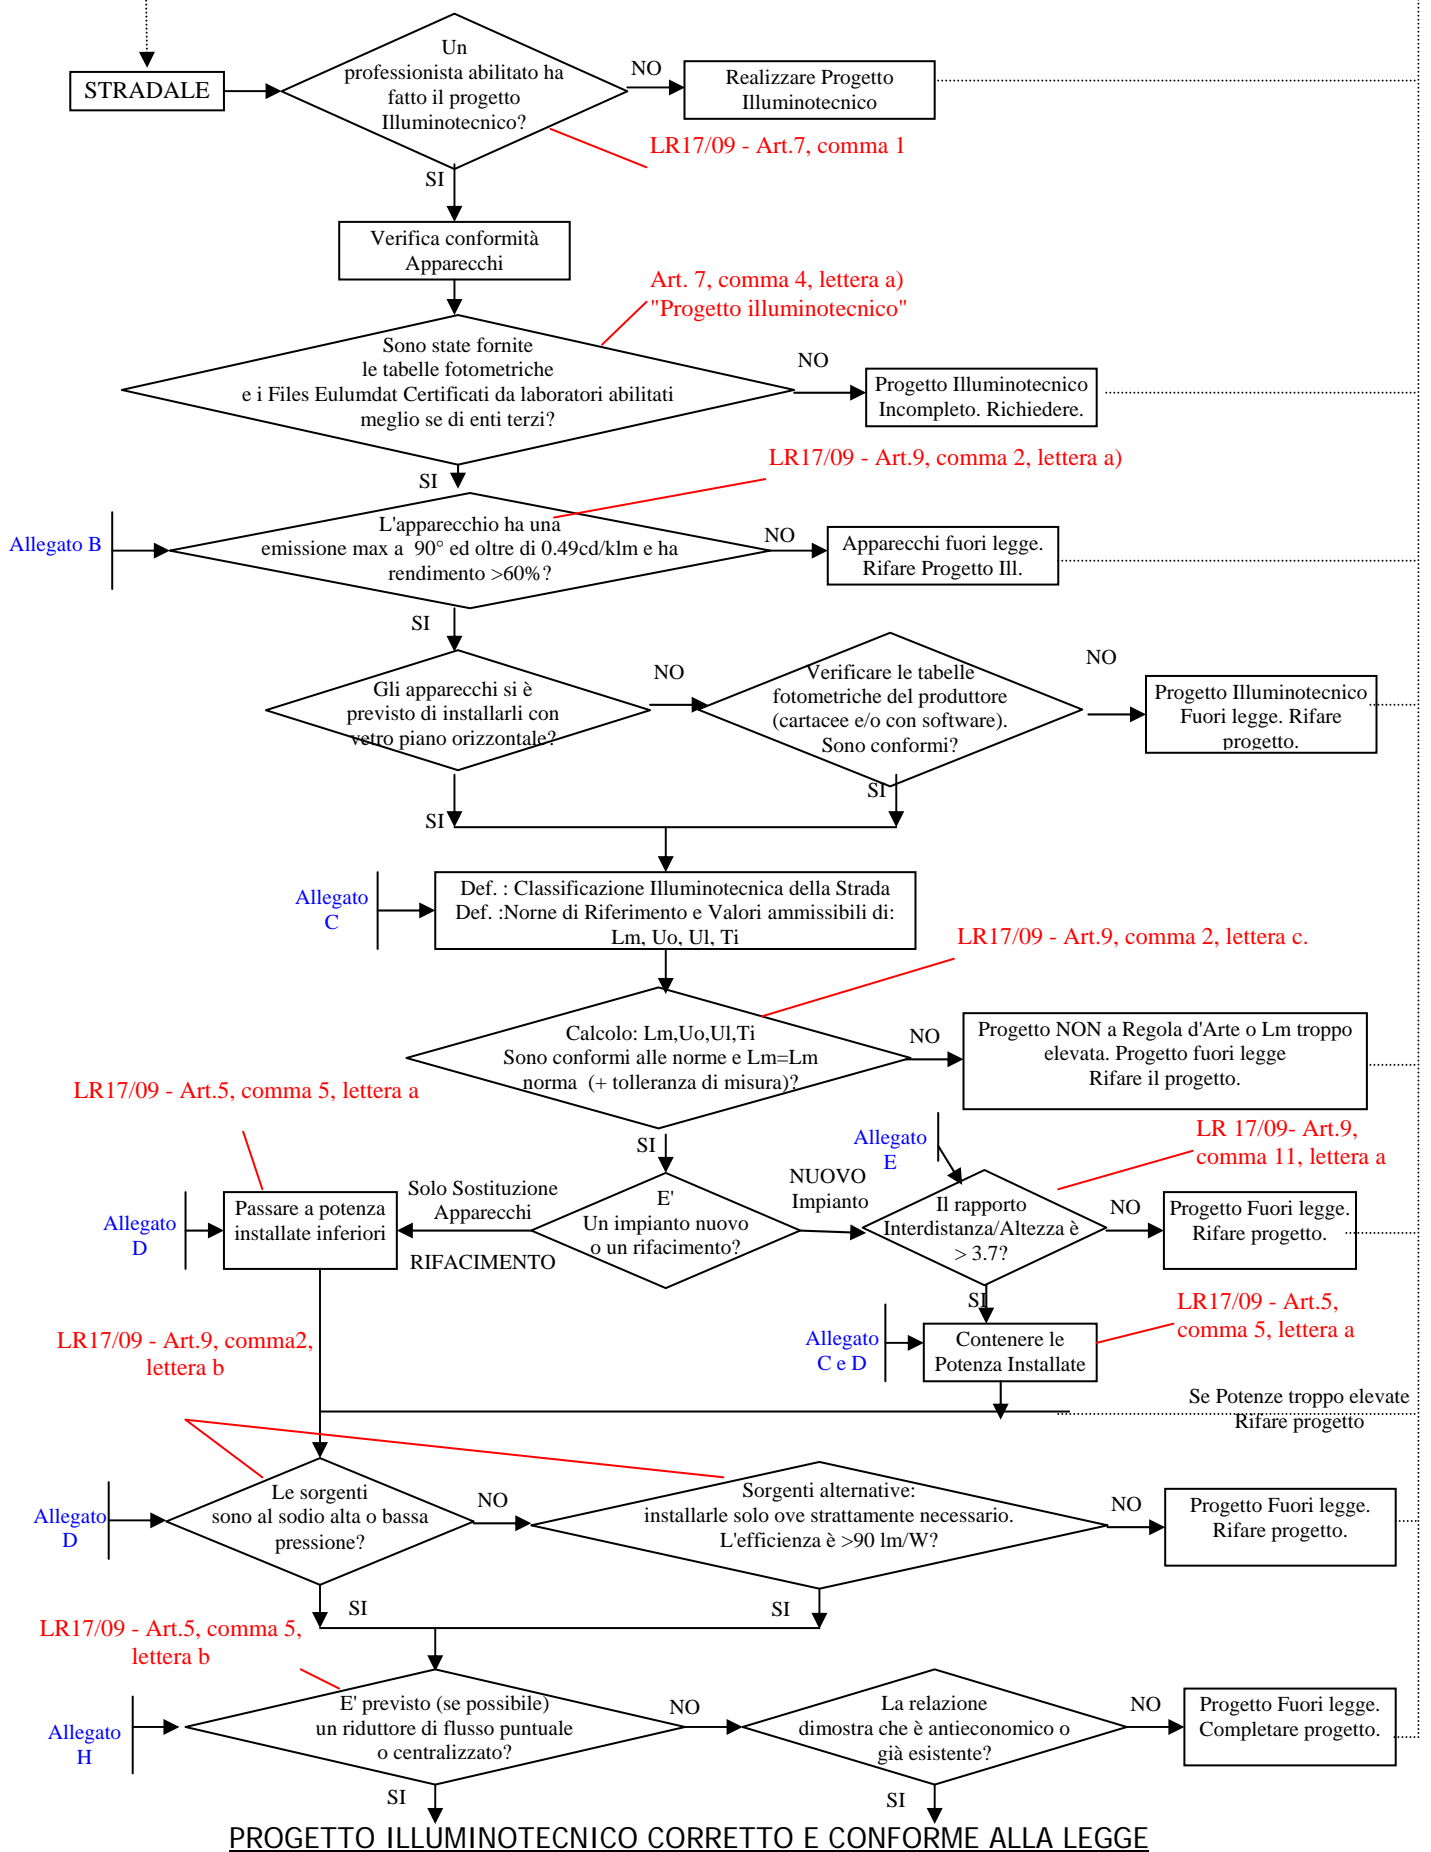 Un
professionista abilitato ha
fatto il progetto
Illuminotecnico?
STRADALE
NO
Realizzare Progetto
Illuminotecnico
LR17/09 - Art.7, comma 1
SI
Verifica conformità
Apparecchi
Art. 7, comma 4, lettera a)
"Progetto illuminotecnico"
Sono state fornite
le tabelle fotometriche
e i Files Eulumdat Certificati da laboratori abilitati
meglio se di enti terzi?
NO
Progetto Illuminotecnico
Incompleto. Richiedere.
LR17/09 - Art.9, comma 2, lettera a)
SI
Allegato B
L'apparecchio ha una
emissione max a 90° ed oltre di 0.49cd/klm e ha
rendimento >60%?
NO
Apparecchi fuori legge.
Rifare Progetto Ill.
SI
Gli apparecchi si è
previsto di installarli con
vetro piano orizzontale?
NO
Verificare le tabelle
fotometriche del produttore
(cartacee e/o con software).
Sono conformi?
NO
Progetto Illuminotecnico
Fuori legge. Rifare
progetto.
SI
SI
Allegato
C
Def. : Classificazione Illuminotecnica della Strada
Def. :Norne di Riferimento e Valori ammissibili di:
Lm, Uo, Ul, Ti
LR17/09 - Art.9, comma 2, lettera c.
Calcolo: Lm,Uo,Ul,Ti
Sono conformi alle norme e Lm=Lm
norma (+ tolleranza di misura)?
NO
Progetto NON a Regola d'Arte o Lm troppo
elevata. Progetto fuori legge
Rifare il progetto.
LR17/09 - Art.5, comma 5, lettera a
SI
Allegato
E
LR 17/09- Art.9,
comma 11, lettera a
Allegato
D
Passare a potenza
installate inferiori
Solo Sostituzione
Apparecchi
RIFACIMENTO
E'
Un impianto nuovo
o un rifacimento?
NUOVO
Impianto
Il rapporto
Interdistanza/Altezza è
> 3.7?
NO
Progetto Fuori legge.
Rifare progetto.
SI
LR17/09 - Art.5,
comma 5, lettera a
LR17/09 - Art.9, comma2,
lettera b
Allegato
C e D
Contenere le
Potenza Installate
Se Potenze troppo elevate
Rifare progetto
Allegato
D
Le sorgenti
sono al sodio alta o bassa
pressione?
NO
Sorgenti alternative:
installarle solo ove strattamente necessario.
L'efficienza è >90 lm/W?
NO
Progetto Fuori legge.
Rifare progetto.
SI
SI
LR17/09 - Art.5, comma 5,
lettera b
Allegato
H
E' previsto (se possibile)
un riduttore di flusso puntuale
o centralizzato?
NO
La relazione
dimostra che è antieconomico o
già esistente?
NO
Progetto Fuori legge.
Completare progetto.
SI
SI
PROGETTO ILLUMINOTECNICO CORRETTO E CONFORME ALLA LEGGE